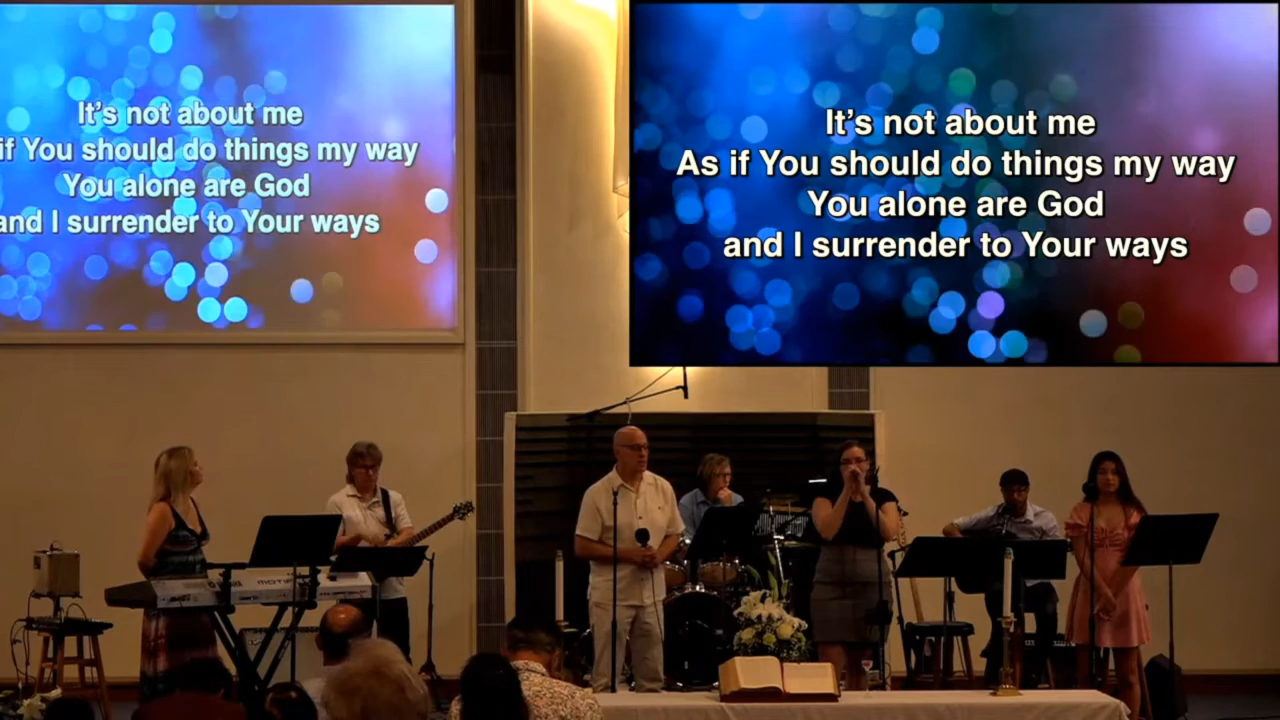 It's not about me
if You should do things my way
You alone are God
and I surrender to Your ways
It's not about me
As if You should do things my way
You alone are God
and I surrender to Your ways
MOTIF